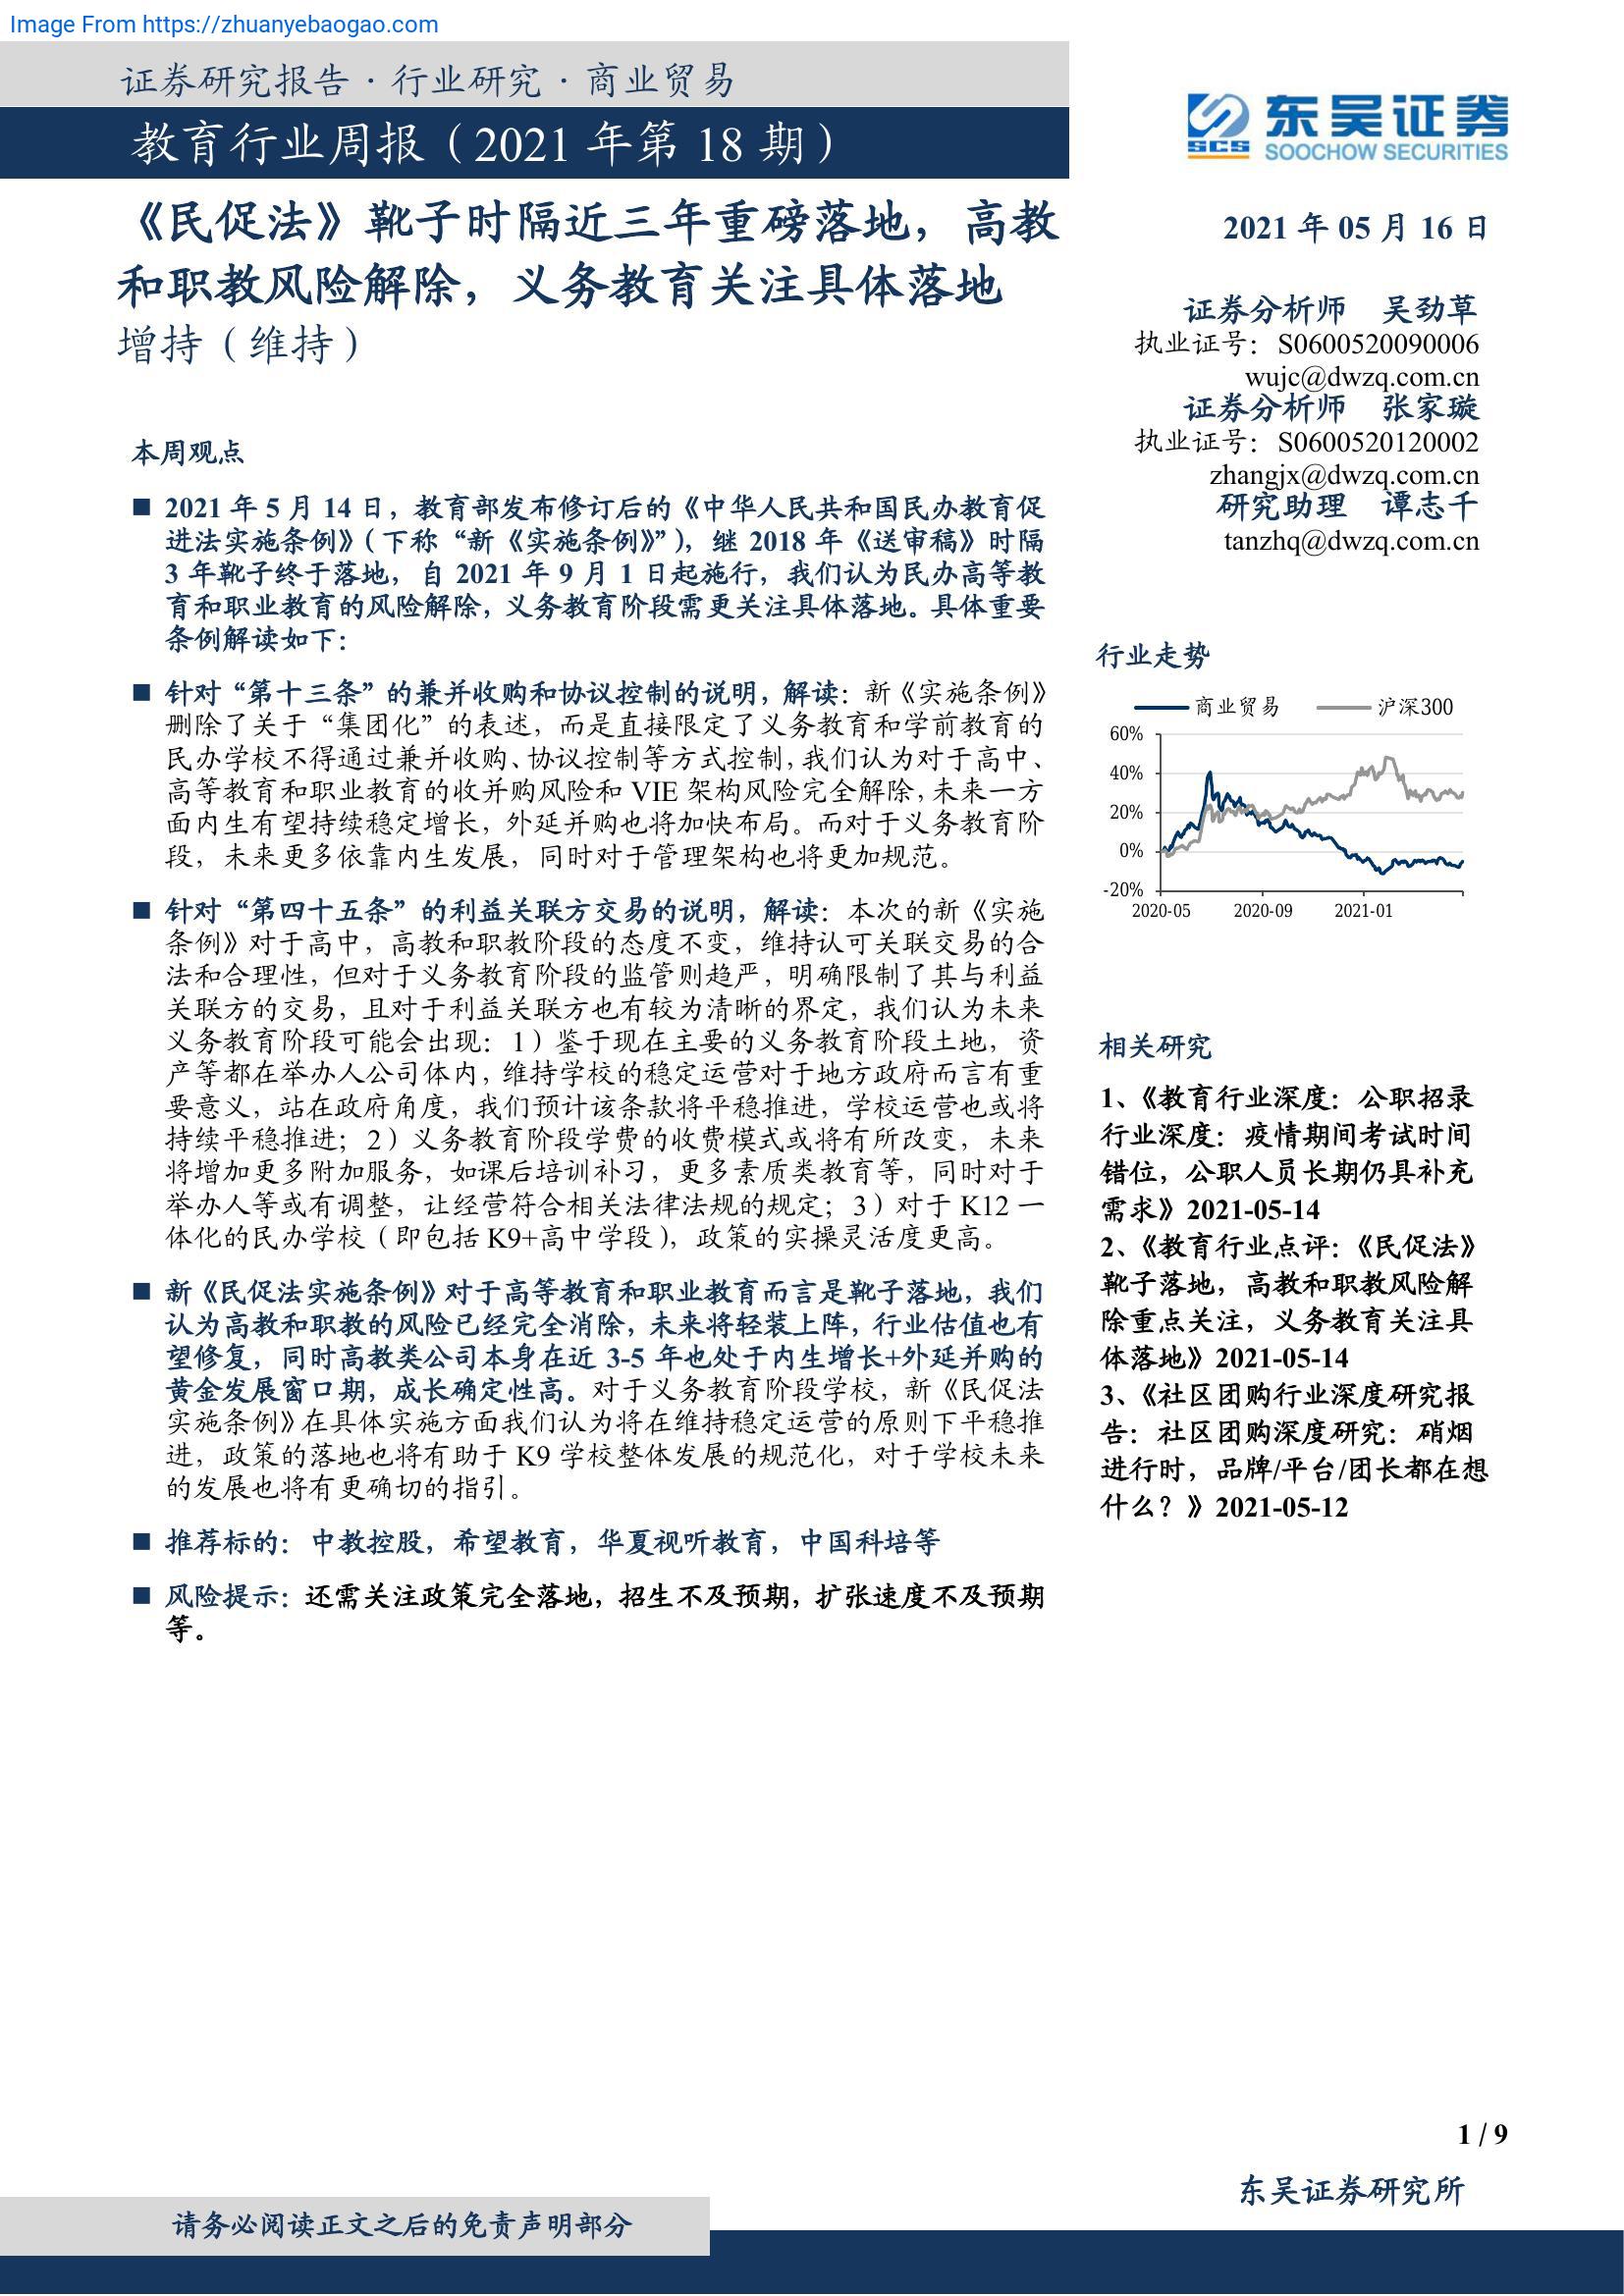 Image From https://zhuanyebaogao.com
证券研究报告·行业研究·商业贸易
教育行业周报（2021 年第 18 期）
东吴证券
SCS
SOOCHOW SECURITIES
《民促法》靴子时隔近三年重磅落地，高教
和职教风险解除，义务教育关注具体落地
增持（维持）
本周观点
■ 2021 年 5 月 14 日，教育部发布修订后的《中华人民共和国民办教育促
进法实施条例》（下称“新《实施条例》”），继 2018 年《送审稿》时隔
3 年靴子终于落地，自 2021 年 9 月 1 日起施行，我们认为民办高等教
育和职业教育的风险解除，义务教育阶段需更关注具体落地。具体重要
条例解读如下：
■ 针对“第十三条”的兼并收购和协议控制的说明，解读：新《实施条例》
删除了关于“集团化”的表述，而是直接限定了义务教育和学前教育的
民办学校不得通过兼并收购、协议控制等方式控制，我们认为对于高中、
高等教育和职业教育的收并购风险和 VIE 架构风险完全解除，未来一方
面内生有望持续稳定增长，外延并购也将加快布局。而对于义务教育阶
段，未来更多依靠内生发展，同时对于管理架构也将更加规范。
■ 针对“第四十五条”的利益关联方交易的说明，解读：本次的新《实施
条例》对于高中，高教和职教阶段的态度不变，维持认可关联交易的合
法和合理性，但对于义务教育阶段的监管则趋严，明确限制了其与利益
关联方的交易，且对于利益关联方也有较为清晰的界定，我们认为未来
义务教育阶段可能会出现：1）鉴于现在主要的义务教育阶段土地，资
产等都在举办人公司体内，维持学校的稳定运营对于地方政府而言有重
要意义，站在政府角度，我们预计该条款将平稳推进，学校运营也或将
持续平稳推进；2）义务教育阶段学费的收费模式或将有所改变，未来
将增加更多附加服务，如课后培训补习，更多素质类教育等，同时对于
举办人等或有调整，让经营符合相关法律法规的规定；3）对于 K12 一
体化的民办学校（即包括 K9+高中学段），政策的实操灵活度更高。
■ 新《民促法实施条例》对于高等教育和职业教育而言是靴子落地，我们
认为高教和职教的风险已经完全消除，未来将轻装上阵，行业估值也有
望修复，同时高教类公司本身在近 3-5 年也处于内生增长+外延并购的
黄金发展窗口期，成长确定性高。对于义务教育阶段学校，新《民促法
实施条例》在具体实施方面我们认为将在维持稳定运营的原则下平稳推
进，政策的落地也将有助于 K9 学校整体发展的规范化，对于学校未来
的发展也将有更确切的指引。
■ 推荐标的：中教控股，希望教育，华夏视听教育，中国科培等
■ 风险提示：还需关注政策完全落地，招生不及预期，扩张速度不及预期
等。
2021 年 05 月 16 日
证券分析师 吴劲草
执业证号：S0600520090006
wujc@dwzq.com.cn
证券分析师 张家璇
执业证号：S0600520120002
zhangjx@dwzq.com.cn
研究助理 谭志千
tanzhq@dwzq.com.cn
行业走势
商业贸易 沪深300
60%
40%
20%
0%
-20%
2020-05 2020-09 2021-01
相关研究
1、《教育行业深度：公职招录
行业深度：疫情期间考试时间
错位，公职人员长期仍具补充
需求》2021-05-14
2、《教育行业点评：《民促法》
靴子落地，高教和职教风险解
除重点关注，义务教育关注具
体落地》2021-05-14
3、《社区团购行业深度研究报
告：社区团购深度研究：硝烟
进行时，品牌/平台/团长都在想
什么？》2021-05-12
1 / 9
东吴证券研究所
请务必阅读正文之后的免责声明部分